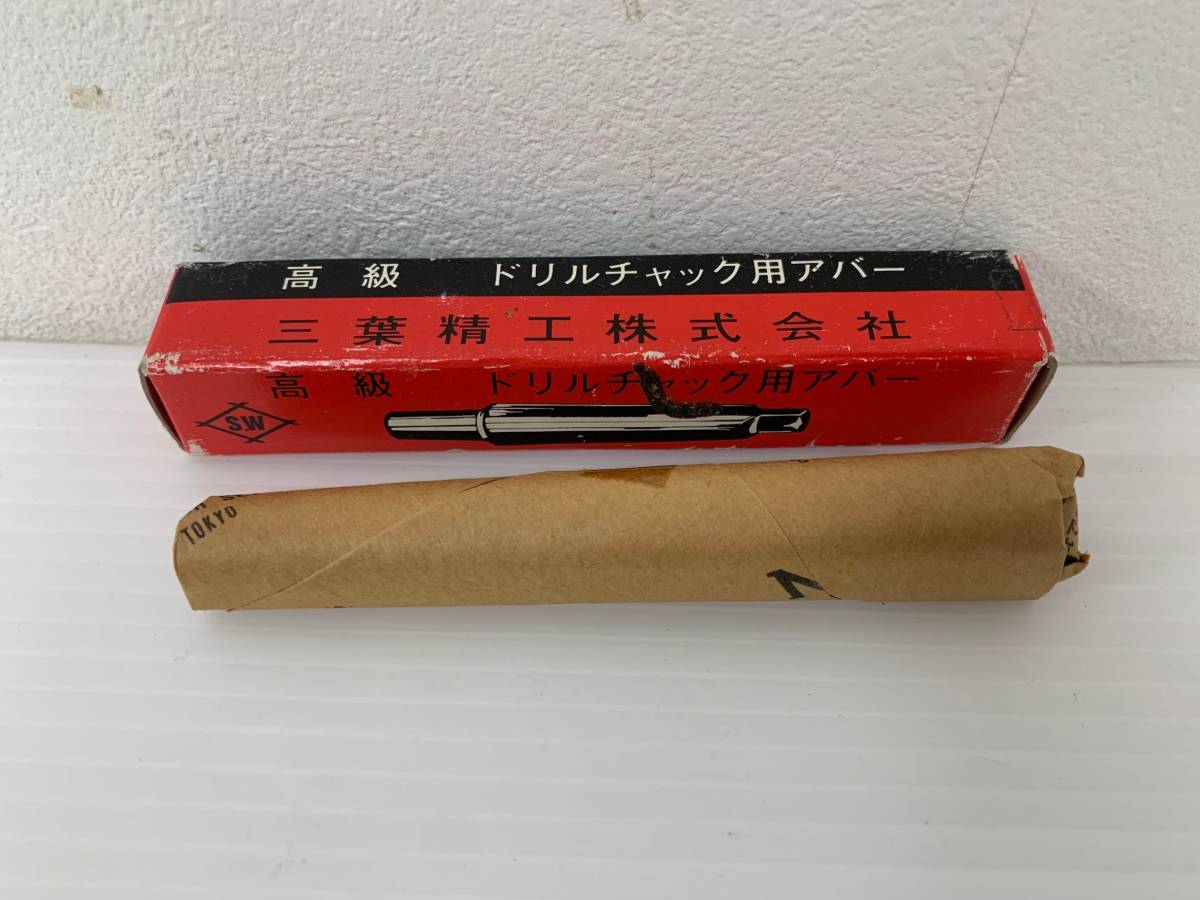 高級 ドリルチャック用アバー
三葉精工株式会社
高級 ドリルチャック用アバー
SW
TOKYO
N